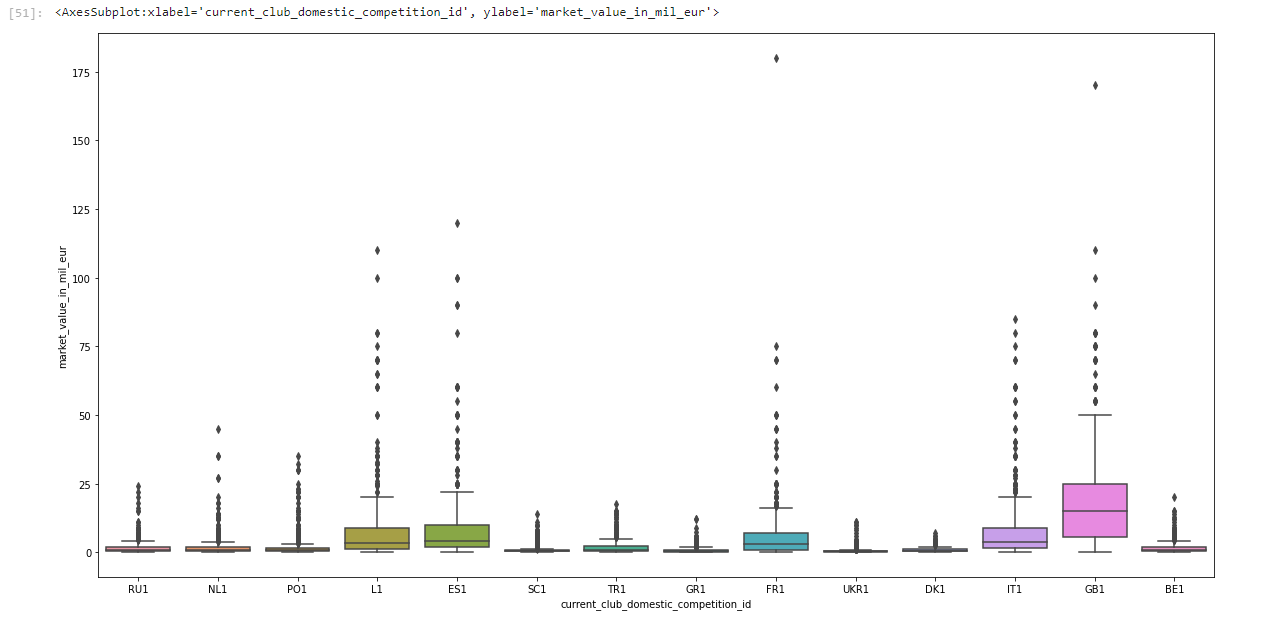 [51]: <AxesSubplot:xlabel='current_club_domestic_competition_id', ylabel='market_value_in_mil_eur'>
175
150
125
100
75
50
25
0
market_value_in_mil_eur
RU1 NL1 PO1 L1 ES1 SC1 TR1 GR1 FR1 UKR1 DK1 IT1 GB1 BE1
current_club_domestic_competition_id